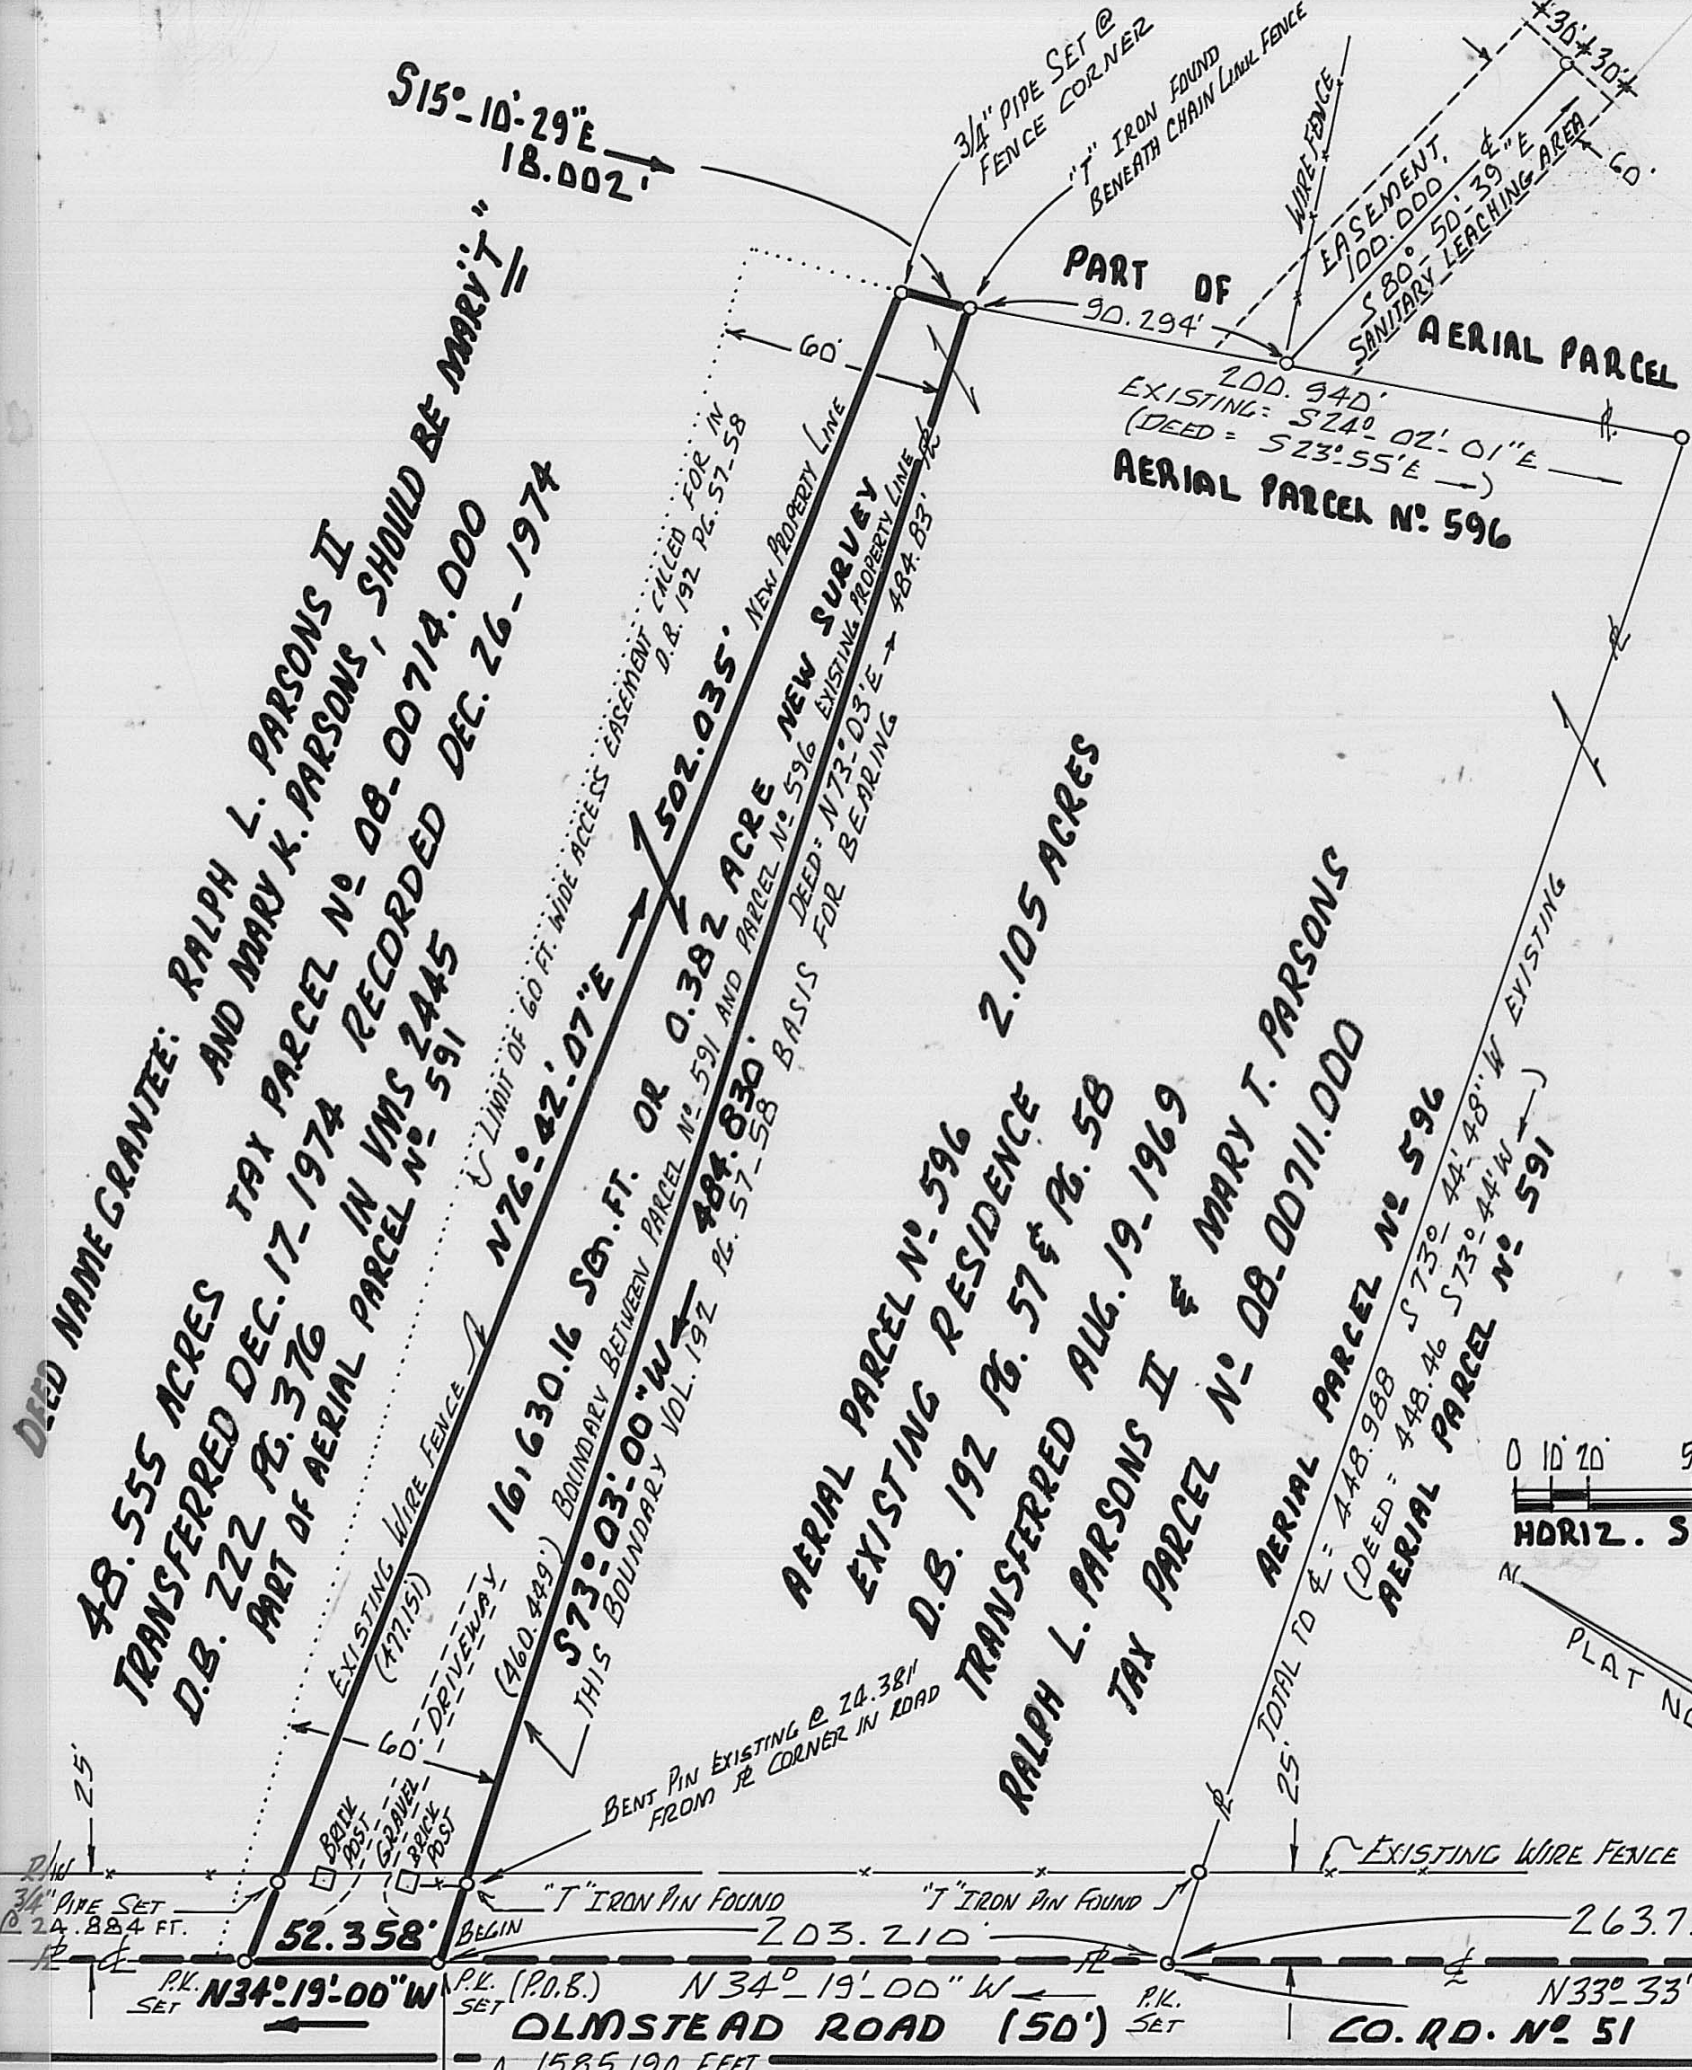 S15°-10'-29"E
18.002'
3/4" PIPE SET @
FENCE CORNER
"T" IRON FOUND
BENEATH CHAIN LINK FENCE
WIRE FENCE
EASEMENT,
100.000' ℄
S 80°-50'-39"E
SANITARY LEACHING AREA
30'
30'
60'
PART OF
AERIAL PARCEL
90.294'
200.940'
EXISTING = S24°-02'-01"E
(DEED = S23°-55'E →)
AERIAL PARCEL Nº 596
60'
DEED NAME GRANTEE: RALPH L. PARSONS II
AND MARY K. PARSONS, SHOULD BE MARY "T"
TAX PARCEL Nº 08-00714.000
48.555 ACRES
TRANSFERRED DEC. 17-1974 RECORDED DEC. 26-1974
D.B. 222 PG. 376 IN VMS 2445
PART OF AERIAL PARCEL Nº 591
LIMIT OF 60 FT. WIDE ACCESS EASEMENT CALLED FOR IN
D.B. 192 PG. 57-58
EXISTING WIRE FENCE
(477.151)
N76°-42'-07"E → 502.035' NEW PROPERTY LINE
16,630.16 SQ. FT. OR 0.382 ACRE NEW SURVEY
(460.449') BOUNDARY BETWEEN PARCEL Nº 591 AND PARCEL Nº 596 EXISTING PROPERTY LINE
S73°-03'-00"W ← 484.830'
DEED= N73°-03'E → 484.83'
THIS BOUNDARY VOL. 192 PG. 57-58 BASIS FOR BEARING
AERIAL PARCEL Nº 596 2.105 ACRES
EXISTING RESIDENCE
D.B. 192 PG. 57 & PG. 58
TRANSFERRED AUG. 19-1969
RALPH L. PARSONS II & MARY T. PARSONS
TAX PARCEL Nº 08-00711.000
AERIAL PARCEL Nº 596
TOTAL TO ℄ = 448.988 S73°-44'-48"W EXISTING
(DEED = 448.46 S73°-44'W ←)
AERIAL PARCEL Nº 591
0 10' 20'
HORIZ. S
PLAT NO
60'
DRIVEWAY
GRAVEL
BRICK
POST
BRICK
POST
BENT PIN EXISTING @ 24.381'
FROM ℄ CORNER IN ROAD
25'
25'
EXISTING WIRE FENCE
R/W
3/4" PIPE SET
@ 24.884 FT.
"T" IRON PIN FOUND
"T" IRON PIN FOUND
52.358'
BEGIN
203.210'
263.7
P.K.
SET
N34°-19'-00"W
P.K.
SET
(P.O.B.)
N34°-19'-00"W ←
P.K.
SET
N33°-33'
OLMSTEAD ROAD (50')
CO. RD. Nº 51
1585.190 FEET